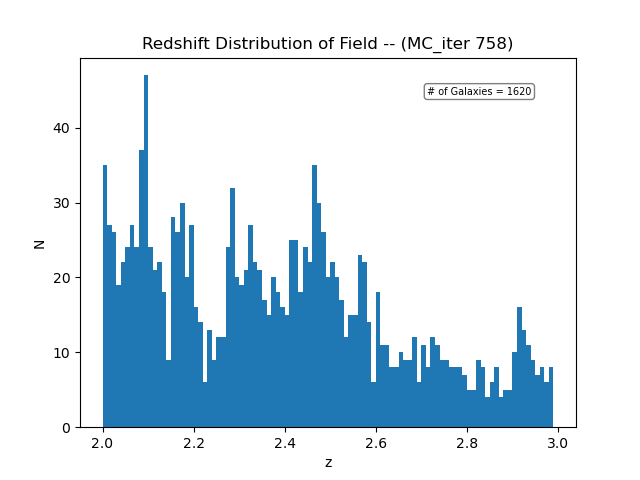 Redshift Distribution of Field -- (MC_iter 758)
# of Galaxies = 1620
40
30
20
10
0
N
2.0 2.2 2.4 2.6 2.8 3.0
z